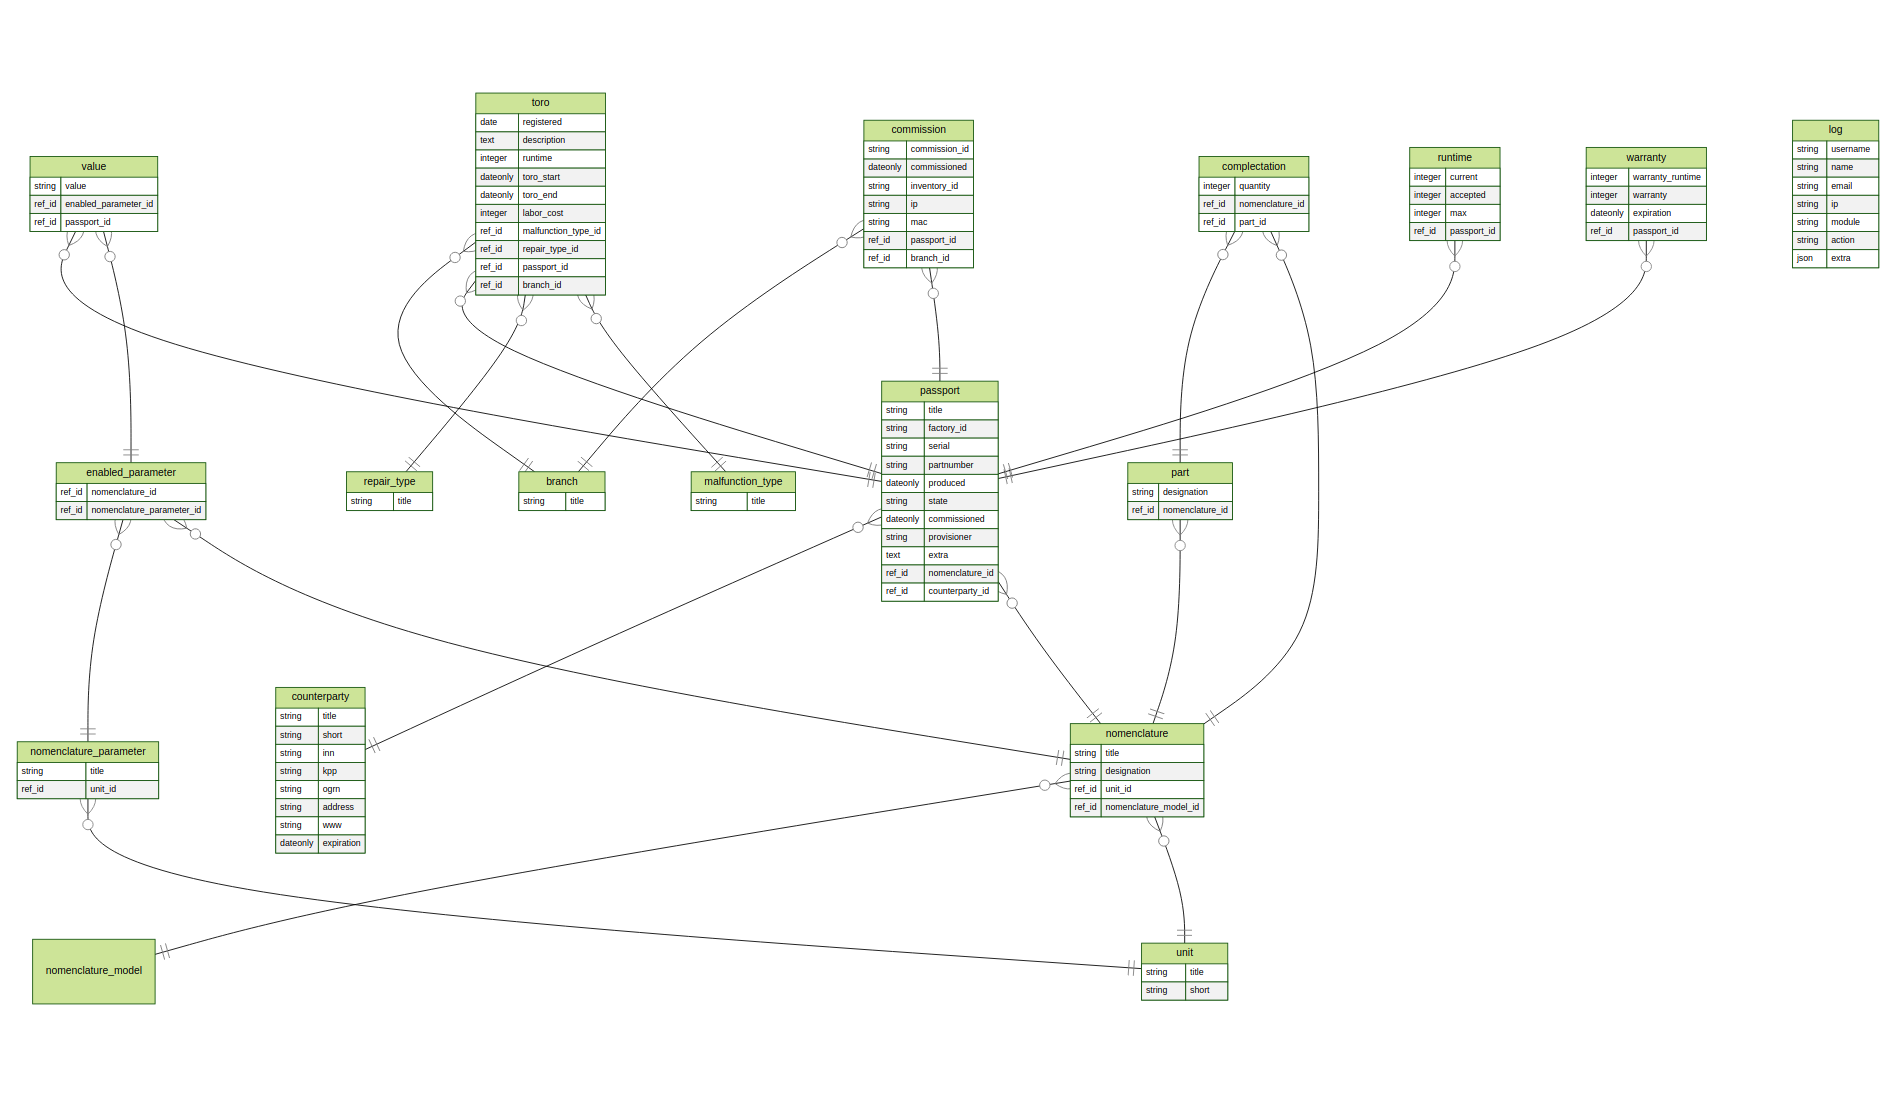 toro
date registered
text description
integer runtime
dateonly toro_start
dateonly toro_end
integer labor_cost
ref_id malfunction_type_id
ref_id repair_type_id
ref_id passport_id
ref_id branch_id
commission
string commission_id
dateonly commissioned
string inventory_id
string ip
string mac
ref_id passport_id
ref_id branch_id
log
string username
string name
string email
string ip
string module
string action
json extra
value
string value
ref_id enabled_parameter_id
ref_id passport_id
complectation
integer quantity
ref_id nomenclature_id
ref_id part_id
runtime
integer current
integer accepted
integer max
ref_id passport_id
warranty
integer warranty_runtime
integer warranty
dateonly expiration
ref_id passport_id
passport
string title
string factory_id
string serial
string partnumber
dateonly produced
string state
dateonly commissioned
string provisioner
text extra
ref_id nomenclature_id
ref_id counterparty_id
enabled_parameter
ref_id nomenclature_id
ref_id nomenclature_parameter_id
repair_type
string title
branch
string title
malfunction_type
string title
part
string designation
ref_id nomenclature_id
counterparty
string title
string short
string inn
string kpp
string ogrn
string address
string www
dateonly expiration
nomenclature
string title
string designation
ref_id unit_id
ref_id nomenclature_model_id
nomenclature_parameter
string title
ref_id unit_id
nomenclature_model
unit
string title
string short